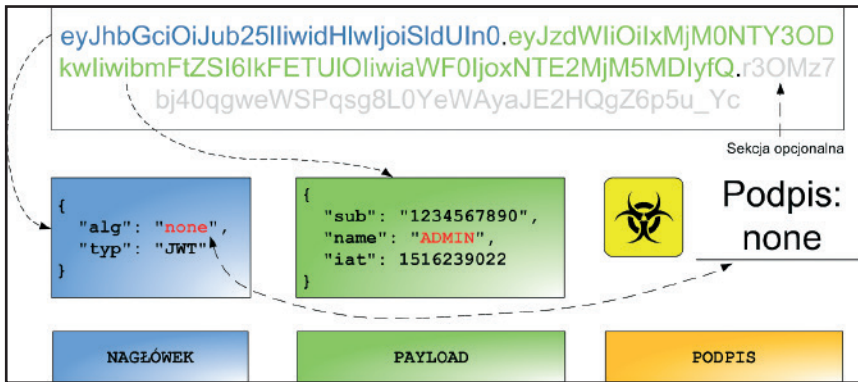 eyJhbGciOiJub25lIiwidHlwIjoiSldUIn0.eyJzdWIiOiIxMjM0NTY3OD
kwIiwibmFtZSI6IkFETUlOIiwiaWF0IjoxNTE2MjM5MDIyfQ.r3OMz7
bj40qgweWSPqsg8L0YeWAyaJE2HQgZ6p5u_Yc
Sekcja opcjonalna
{
"alg": "none",
"typ": "JWT"
}
{
"sub": "1234567890",
"name": "ADMIN",
"iat": 1516239022
}
Podpis:
none
NAGŁÓWEK
PAYLOAD
PODPIS